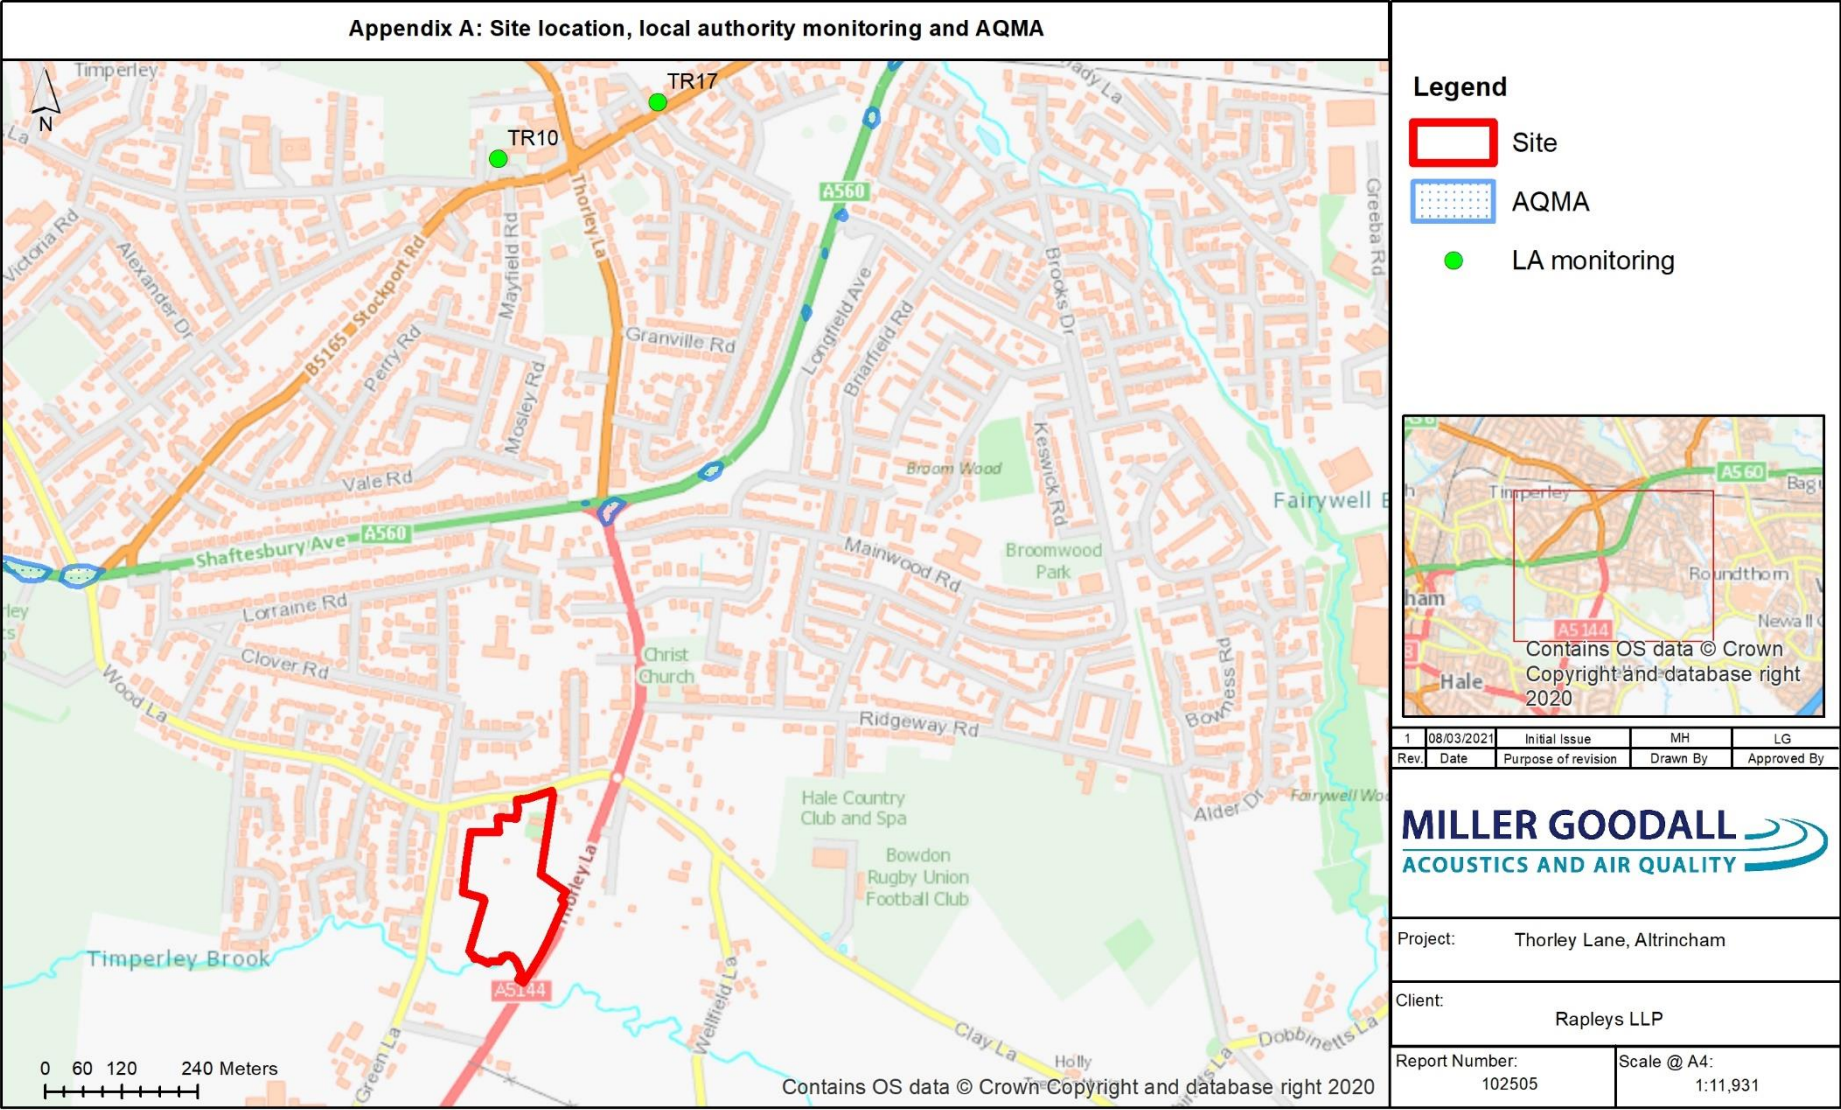 Appendix A: Site location, local authority monitoring and AQMA
Timperley
N
TR17
TR10
A560
Victoria Rd
Alexander Dr
B5165 Stockport Rd
Mayfield Rd
Thorley La
Perry Rd
Mosley Rd
Granville Rd
Longfield Ave
Briarfield Rd
Brooks Dr
Greeba Rd
Vale Rd
Broom Wood
Keswick Rd
Fairywell
Shaftesbury Ave
A560
Mainwood Rd
Broomwood
Park
Lorraine Rd
Clover Rd
Christ
Church
Wood La
Ridgeway Rd
Bowness Rd
Hale Country
Club and Spa
Alder Dr
Bowdon
Rugby Union
Football Club
Thorley La
Timperley Brook
A5144
Wellfield La
Green La
Clay La
Holly
Dobbinetts La
0 60 120 240 Meters
Contains OS data © Crown Copyright and database right 2020
Legend
Site
AQMA
LA monitoring
A560
Timperley
Roundthorn
A5144
Hale
Contains OS data © Crown
Copyright and database right
2020
1 08/03/2021 Initial Issue MH LG
Rev. Date Purpose of revision Drawn By Approved By
MILLER GOODALL
ACOUSTICS AND AIR QUALITY
Project: Thorley Lane, Altrincham
Client:
Rapleys LLP
Report Number: Scale @ A4:
102505 1:11,931